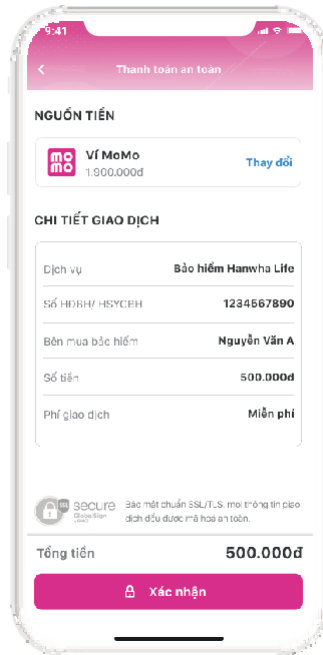 9:41
Thanh toán an toàn
NGUỒN TIỀN
mo mo
Ví MoMo
1.900.000đ
Thay đổi
CHI TIẾT GIAO DỊCH
Dịch vụ Bảo hiểm Hanwha Life
Số HĐBH/ HSYCBH 1234567890
Bên mua bảo hiểm Nguyễn Văn A
Số tiền 500.000đ
Phí giao dịch Miễn phí
SSL secure
GlobalSign
Bảo mật chuẩn SSL/TLS, mọi thông tin giao
dịch đều được mã hoá an toàn.
Tổng tiền 500.000đ
Xác nhận